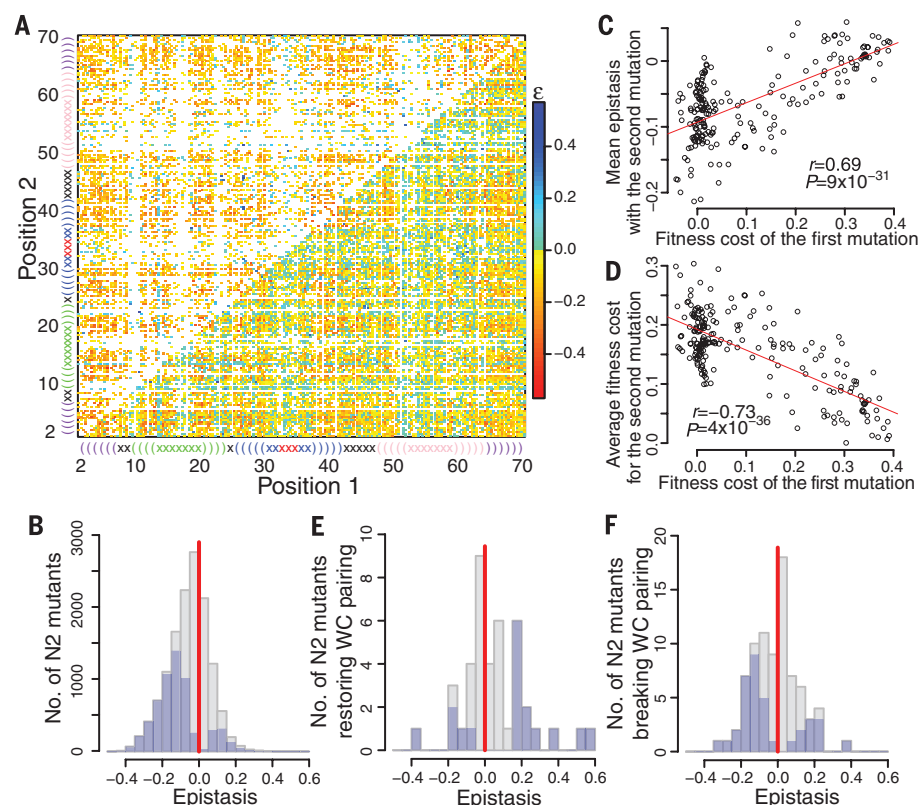 A
70
60
50
40
30
20
10
2
Position 2
2 10 20 30 40 50 60 70
Position 1
ε
0.4
0.2
0.0
−0.2
−0.4
C
Mean epistasis
with the second mutation
0
−0.1
−0.2
r=0.69
P=9x10−31
0.0 0.1 0.2 0.3 0.4
Fitness cost of the first mutation
D
Average fitness cost
for the second mutation
0.3
0.2
0.1
0.0
r=−0.73
P=4x10−36
0.0 0.1 0.2 0.3 0.4
Fitness cost of the first mutation
B
No. of N2 mutants
3000
2000
1000
0
−0.4 −0.2 0.0 0.2 0.4 0.6
Epistasis
E
No. of N2 mutants
restoring WC pairing
10
8
6
4
2
0
−0.4 −0.2 0.0 0.2 0.4 0.6
Epistasis
F
No. of N2 mutants
breaking WC pairing
20
15
10
5
0
−0.4 −0.2 0.0 0.2 0.4 0.6
Epistasis